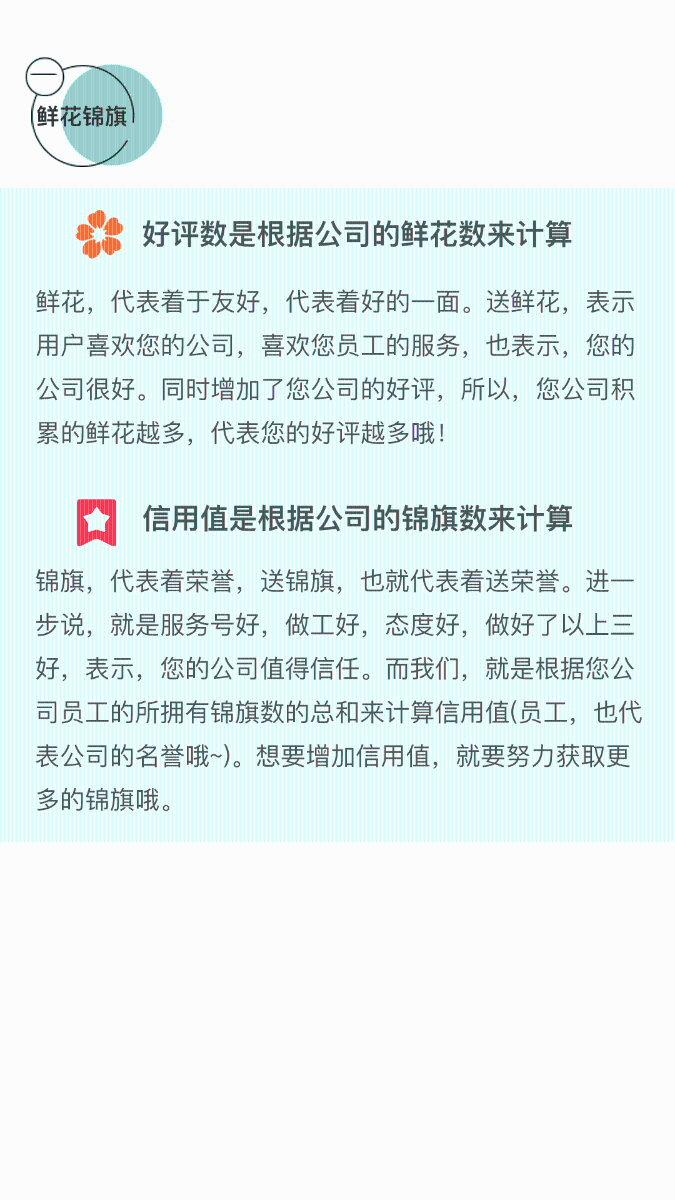 一
鲜花锦旗
好评数是根据公司的鲜花数来计算
鲜花，代表着于友好，代表着好的一面。送鲜花，表示
用户喜欢您的公司，喜欢您员工的服务，也表示，您的
公司很好。同时增加了您公司的好评，所以，您公司积
累的鲜花越多，代表您的好评越多哦！
信用值是根据公司的锦旗数来计算
锦旗，代表着荣誉，送锦旗，也就代表着送荣誉。进一
步说，就是服务号好，做工好，态度好，做好了以上三
好，表示，您的公司值得信任。而我们，就是根据您公
司员工的所拥有锦旗数的总和来计算信用值(员工，也代
表公司的名誉哦~)。想要增加信用值，就要努力获取更
多的锦旗哦。